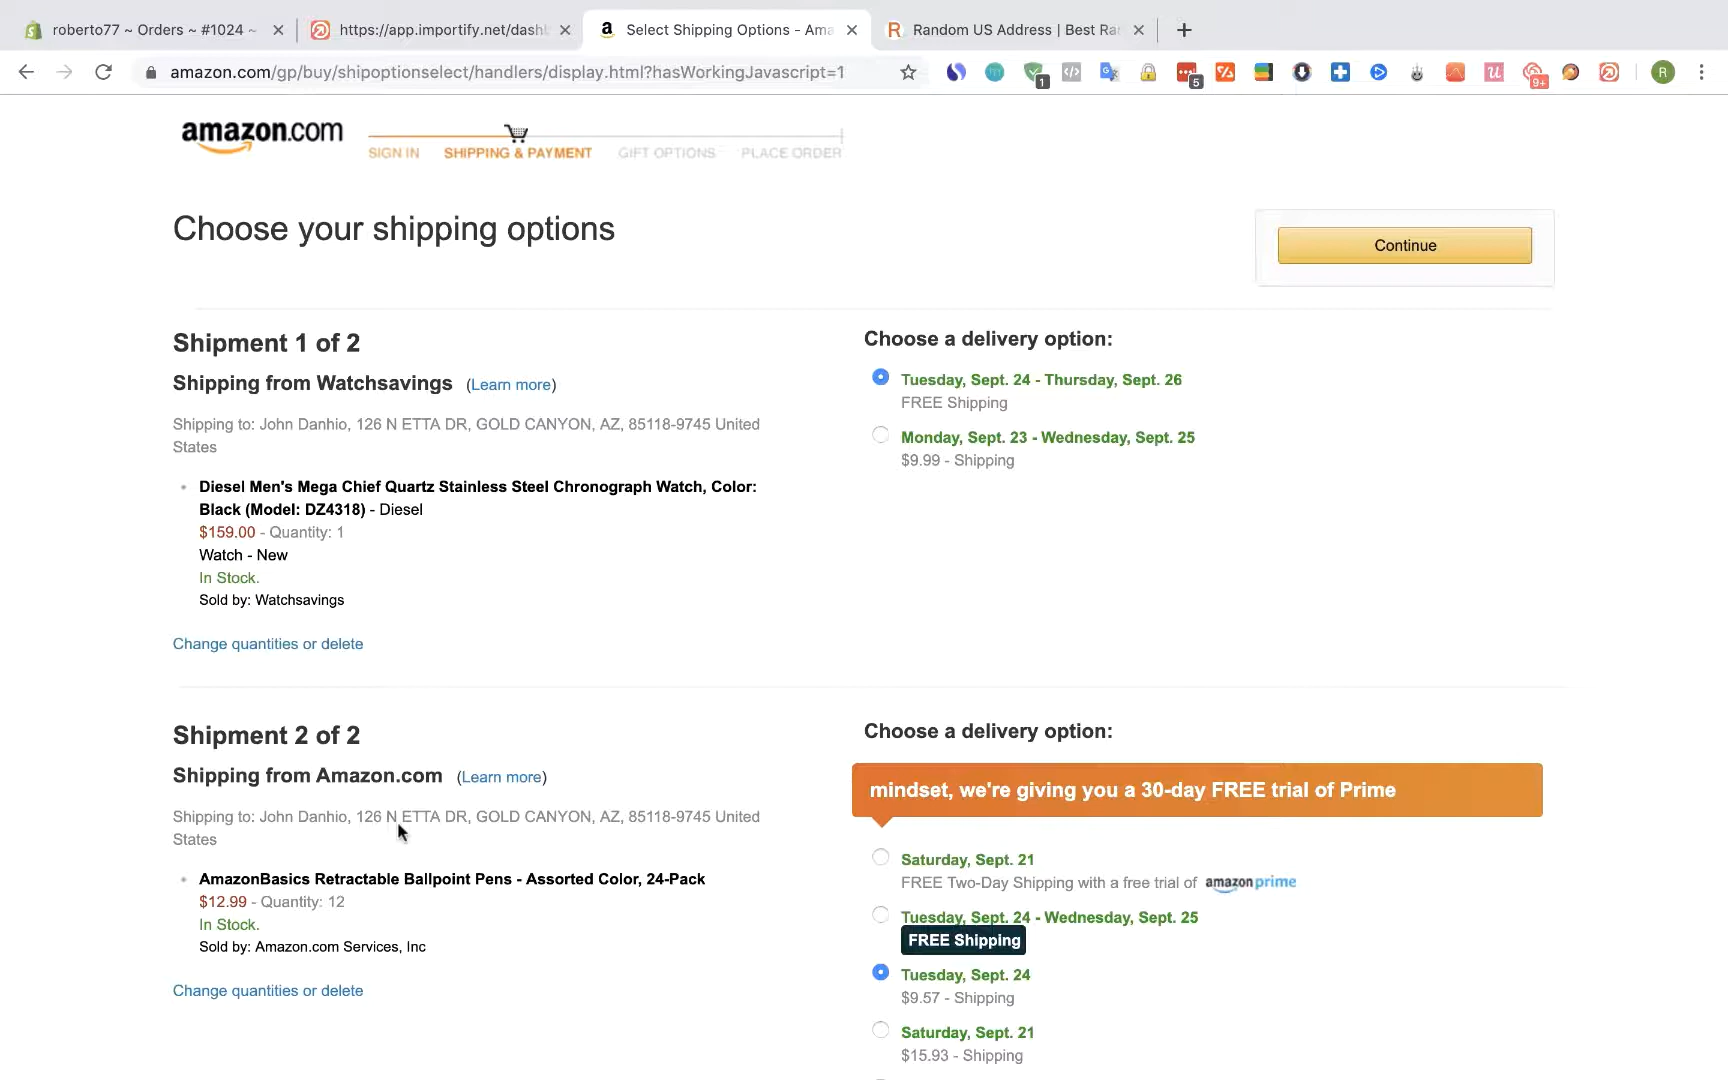 roberto77 ~ Orders ~ #1024 ~
https://app.importify.net/dashb
Select Shipping Options - Ama
Random US Address | Best Ra
amazon.com/gp/buy/shipoptionselect/handlers/display.html?hasWorkingJavascript=1
1
5
9+
R
amazon.com
SIGN IN SHIPPING & PAYMENT GIFT OPTIONS PLACE ORDER
Choose your shipping options
Continue
Shipment 1 of 2
Shipping from Watchsavings (Learn more)
Shipping to: John Danhio, 126 N ETTA DR, GOLD CANYON, AZ, 85118-9745 United
States
Diesel Men's Mega Chief Quartz Stainless Steel Chronograph Watch, Color:
Black (Model: DZ4318) - Diesel
$159.00 - Quantity: 1
Watch - New
In Stock.
Sold by: Watchsavings
Change quantities or delete
Choose a delivery option:
Tuesday, Sept. 24 - Thursday, Sept. 26
FREE Shipping
Monday, Sept. 23 - Wednesday, Sept. 25
$9.99 - Shipping
Shipment 2 of 2
Shipping from Amazon.com (Learn more)
Shipping to: John Danhio, 126 N ETTA DR, GOLD CANYON, AZ, 85118-9745 United
States
AmazonBasics Retractable Ballpoint Pens - Assorted Color, 24-Pack
$12.99 - Quantity: 12
In Stock.
Sold by: Amazon.com Services, Inc
Change quantities or delete
Choose a delivery option:
mindset, we're giving you a 30-day FREE trial of Prime
Saturday, Sept. 21
FREE Two-Day Shipping with a free trial of amazon prime
Tuesday, Sept. 24 - Wednesday, Sept. 25
FREE Shipping
Tuesday, Sept. 24
$9.57 - Shipping
Saturday, Sept. 21
$15.93 - Shipping